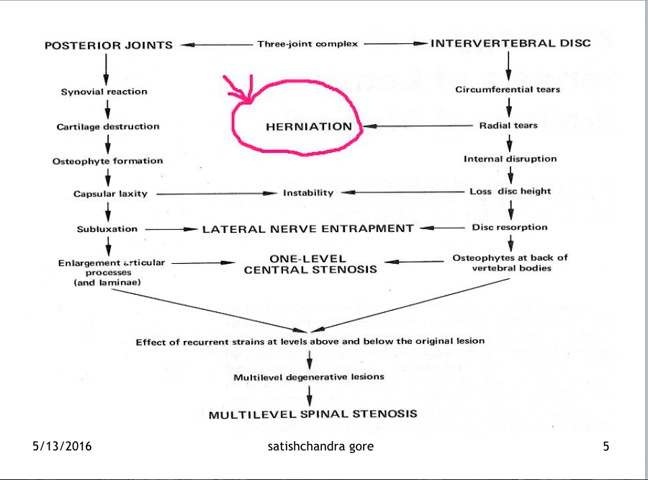 POSTERIOR JOINTS Three-joint complex INTERVERTEBRAL DISC
Synovial reaction Circumferential tears
Cartilage destruction HERNIATION Radial tears
Osteophyte formation Internal disruption
Capsular laxity Instability Loss disc height
Subluxation LATERAL NERVE ENTRAPMENT Disc resorption
Enlargement articular
processes
(and laminae)
ONE-LEVEL
CENTRAL STENOSIS
Osteophytes at back of
vertebral bodies
Effect of recurrent strains at levels above and below the original lesion
Multilevel degenerative lesions
MULTILEVEL SPINAL STENOSIS
5/13/2016 satishchandra gore 5